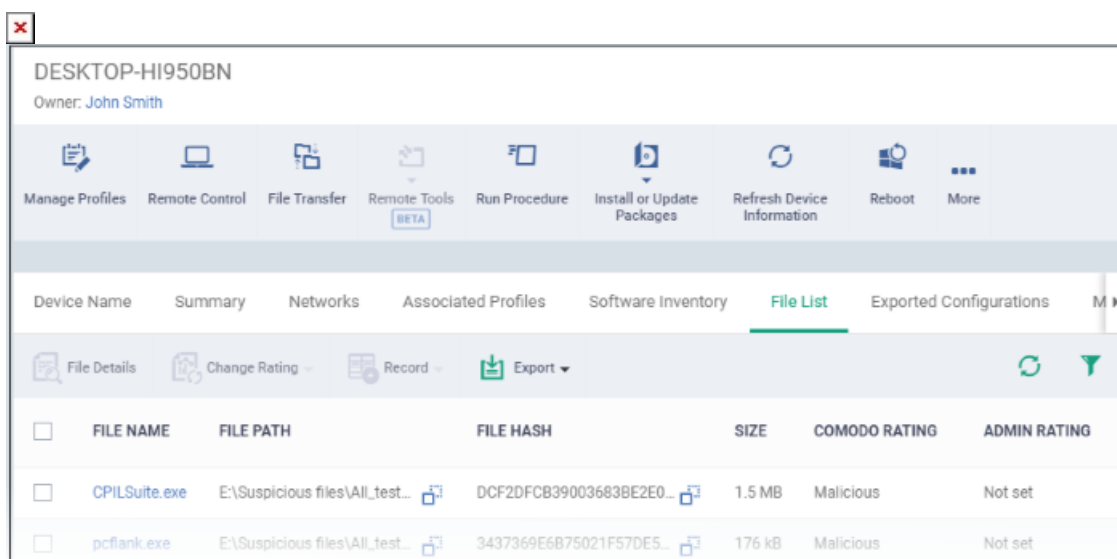 DESKTOP-HI950BN
Owner: John Smith
Manage Profiles Remote Control File Transfer Remote Tools Run Procedure Install or Update Refresh Device Reboot More
BETA Packages Information
Device Name Summary Networks Associated Profiles Software Inventory File List Exported Configurations M
File Details Change Rating Record Export
FILE NAME FILE PATH FILE HASH SIZE COMODO RATING ADMIN RATING
CPILSuite.exe E:\Suspicious files\All_test... DCF2DFCB39003683BE2E0... 1.5 MB Malicious Not set
pcflank.exe E:\Suspicious files\All_test... 3437369E6B75021F57DE5... 176 kB Malicious Not set